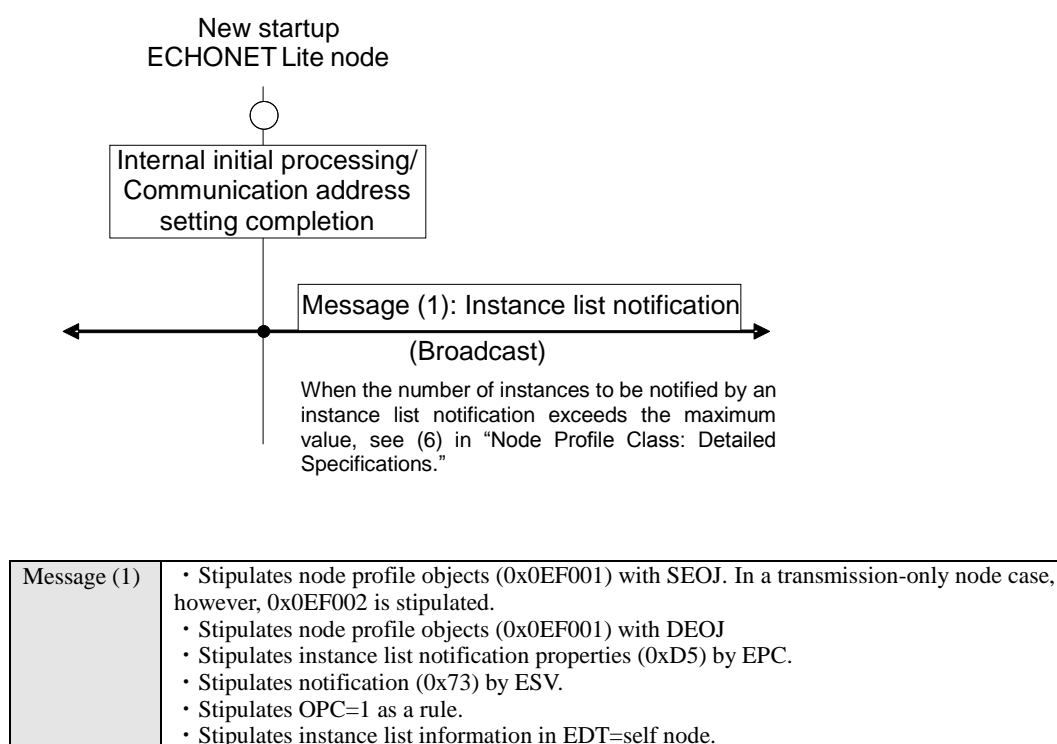 New startup
ECHONET Lite node
Internal initial processing/
Communication address
setting completion
Message (1): Instance list notification
(Broadcast)
When the number of instances to be notified by an
instance list notification exceeds the maximum
value, see (6) in “Node Profile Class: Detailed
Specifications.”
Message (1)
・Stipulates node profile objects (0x0EF001) with SEOJ. In a transmission-only node case,
however, 0x0EF002 is stipulated.
・Stipulates node profile objects (0x0EF001) with DEOJ
・Stipulates instance list notification properties (0xD5) by EPC.
・Stipulates notification (0x73) by ESV.
・Stipulates OPC=1 as a rule.
・Stipulates instance list information in EDT=self node.